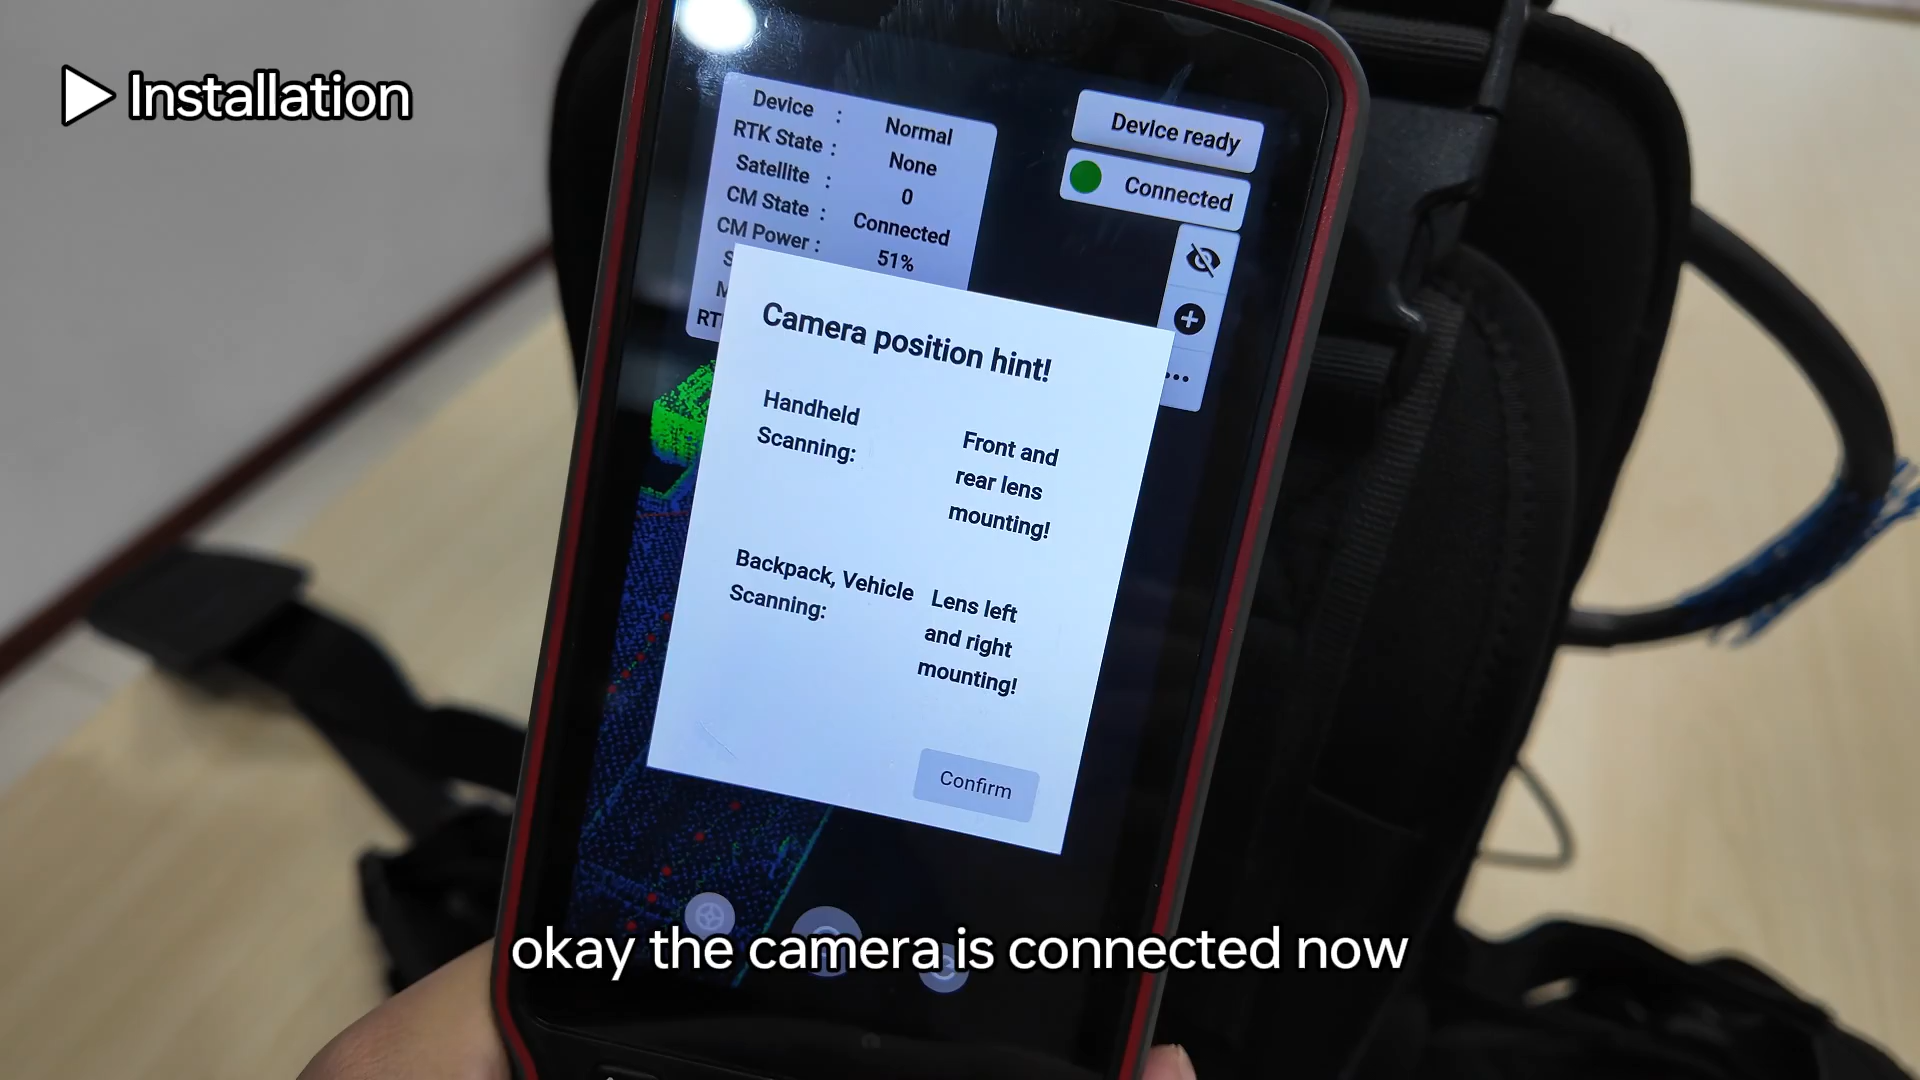 Installation
Device : Normal
RTK State : None
Satellite : 0
CM State : Connected
CM Power : 51%
RT
Device ready
Connected
Camera position hint!
Handheld
Scanning:
Front and
rear lens
mounting!
Backpack, Vehicle
Scanning:
Lens left
and right
mounting!
Confirm
okay the camera is connected now